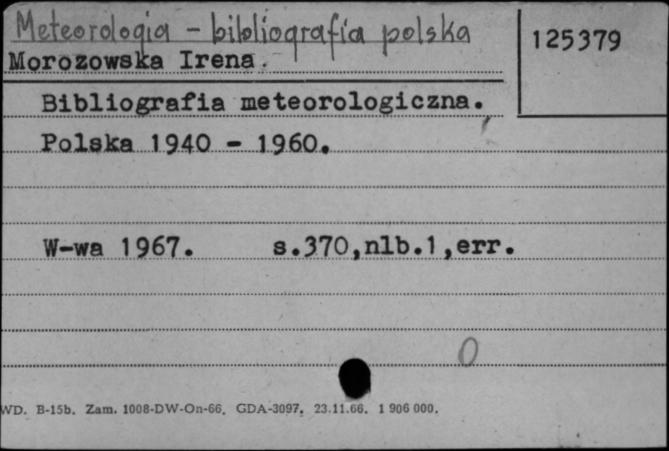 Meteorologia - bibliografia polska
125379
Morozowska Irena.
Bibliografia meteorologiczna.
Polska 1940 - 1960.
W-wa 1967. s.370,nlb.1,err.
0
WD. B-15b. Zam. 1008-DW-On-66. GDA-3097. 23.11.66. 1 906 000.